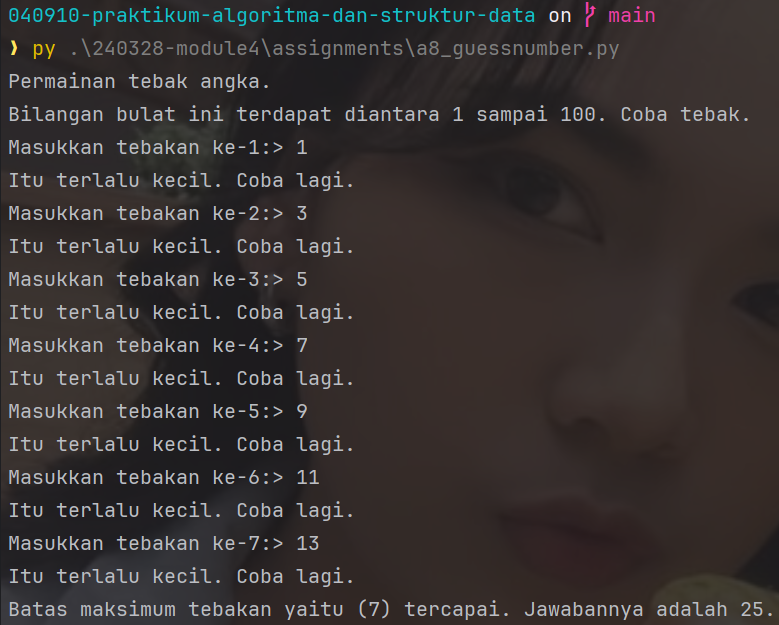 040910-praktikum-algoritma-dan-struktur-data on main
❱ py .\240328-module4\assignments\a8_guessnumber.py
Permainan tebak angka.
Bilangan bulat ini terdapat diantara 1 sampai 100. Coba tebak.
Masukkan tebakan ke-1:> 1
Itu terlalu kecil. Coba lagi.
Masukkan tebakan ke-2:> 3
Itu terlalu kecil. Coba lagi.
Masukkan tebakan ke-3:> 5
Itu terlalu kecil. Coba lagi.
Masukkan tebakan ke-4:> 7
Itu terlalu kecil. Coba lagi.
Masukkan tebakan ke-5:> 9
Itu terlalu kecil. Coba lagi.
Masukkan tebakan ke-6:> 11
Itu terlalu kecil. Coba lagi.
Masukkan tebakan ke-7:> 13
Itu terlalu kecil. Coba lagi.
Batas maksimum tebakan yaitu (7) tercapai. Jawabannya adalah 25.